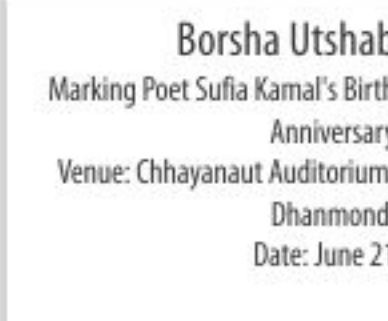 Borsha Utshab
Marking Poet Sufia Kamal's Birth
Anniversary
Venue: Chhayanaut Auditorium
Dhanmond
Date: June 21